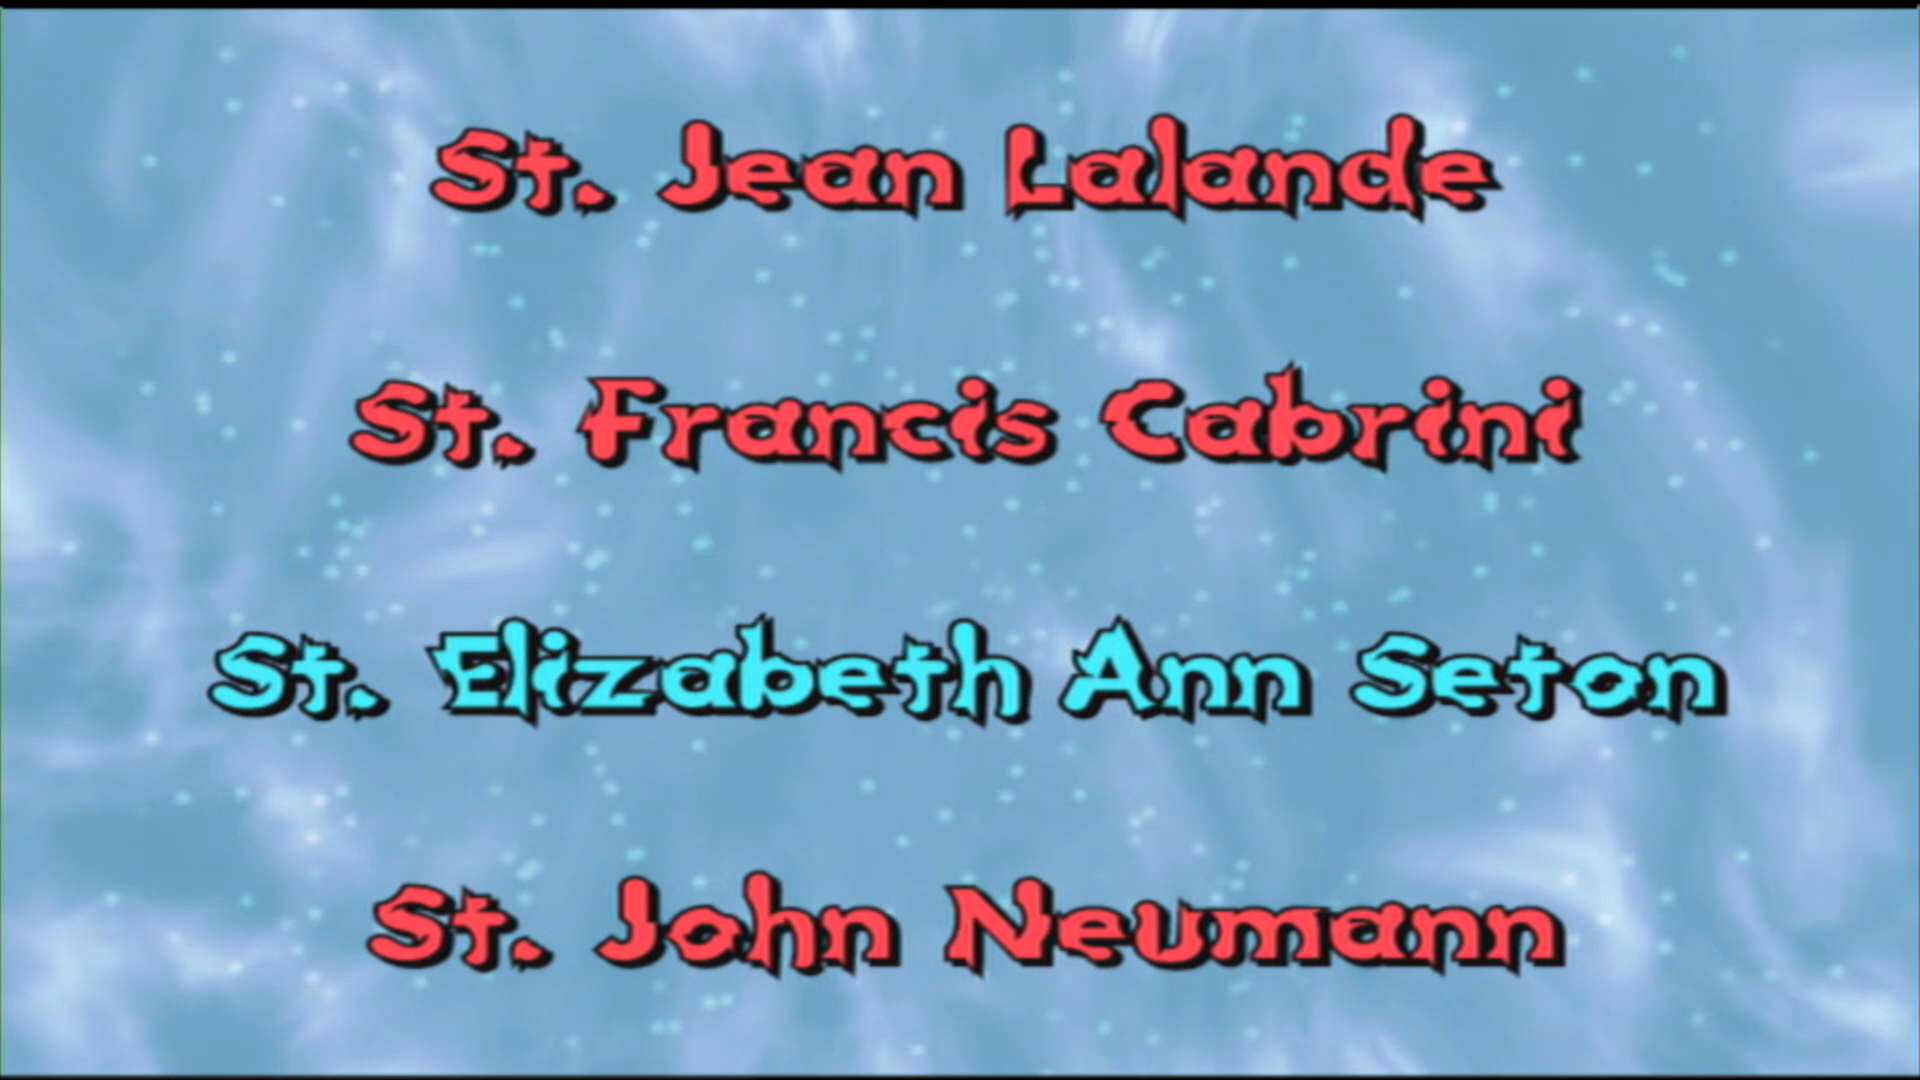 St. Jean Lalande
St. Francis Cabrini
St. Elizabeth Ann Seton
St. John Neumann